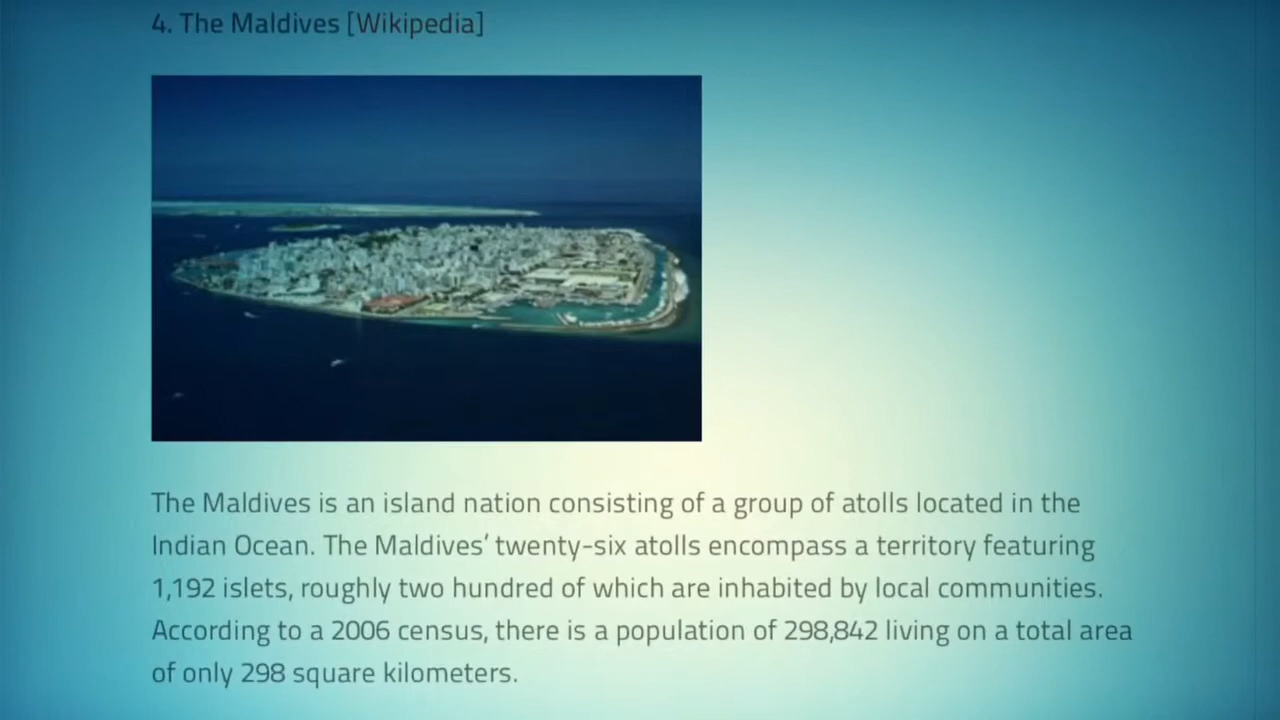 4. The Maldives [Wikipedia]
The Maldives is an island nation consisting of a group of atolls located in the
Indian Ocean. The Maldives’ twenty-six atolls encompass a territory featuring
1,192 islets, roughly two hundred of which are inhabited by local communities.
According to a 2006 census, there is a population of 298,842 living on a total area
of only 298 square kilometers.